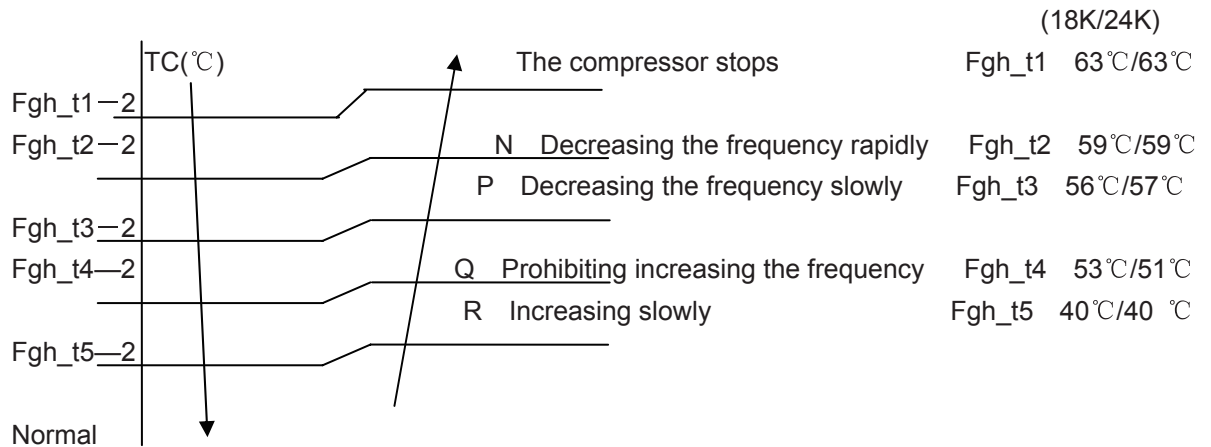 (18K/24K)
TC(℃) The compressor stops Fgh_t1 63℃/63℃
Fgh_t1－2
Fgh_t2－2 N Decreasing the frequency rapidly Fgh_t2 59℃/59℃
P Decreasing the frequency slowly Fgh_t3 56℃/57℃
Fgh_t3－2
Fgh_t4—2 Q Prohibiting increasing the frequency Fgh_t4 53℃/51℃
R Increasing slowly Fgh_t5 40℃/40 ℃
Fgh_t5—2
Normal